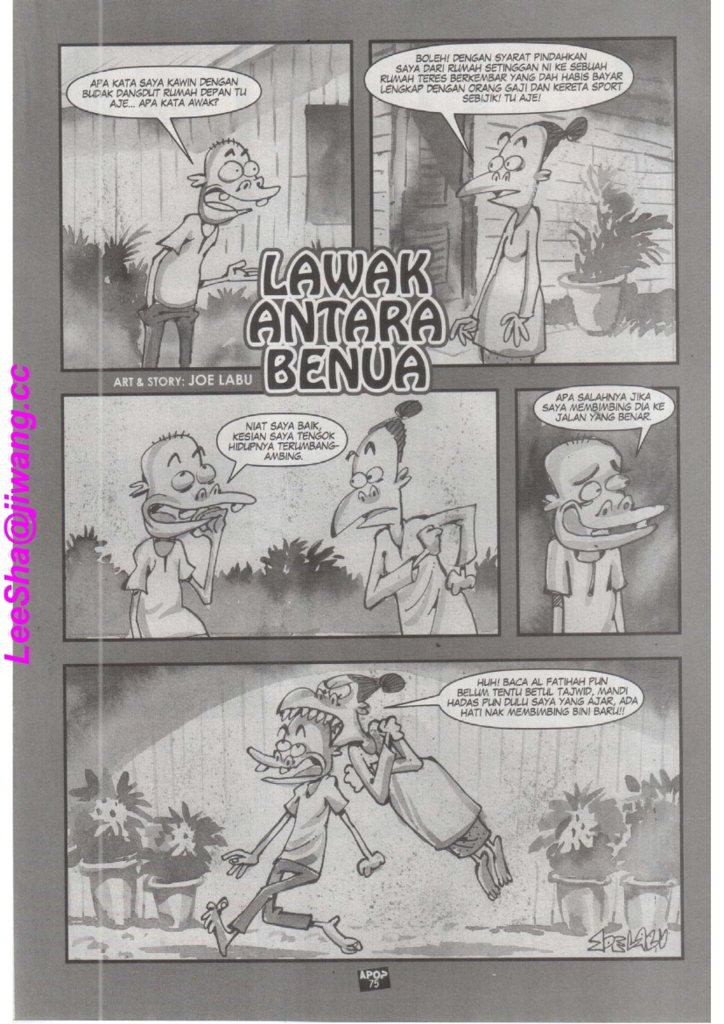 APA KATA SAYA KAWIN DENGAN
BUDAK DANGDUT RUMAH DEPAN TU
AJE... APA KATA AWAK?
BOLEH! DENGAN SYARAT PINDAHKAN
SAYA DARI RUMAH SETINGGAN NI KE SEBUAH
RUMAH TERES BERKEMBAR YANG DAH HABIS BAYAR
LENGKAP DENGAN ORANG GAJI DAN KERETA SPORT
SEBIJIK! TU AJE!
LAWAK
ANTARA
BENUA
ART & STORY: JOE LABU
NIAT SAYA BAIK,
KESIAN SAYA TENGOK
HIDUPNYA TERUMBANG-
AMBING.
APA SALAHNYA JIKA
SAYA MEMBIMBING DIA KE
JALAN YANG BENAR.
HUH! BACA AL FATIHAH PUN
BELUM TENTU BETUL TAJWID, MANDI
HADAS PUN DULU SAYA YANG AJAR, ADA
HATI NAK MEMBIMBING BINI BARU!!
JOE LABU
APO?
75
LeeSha@jiwang.cc